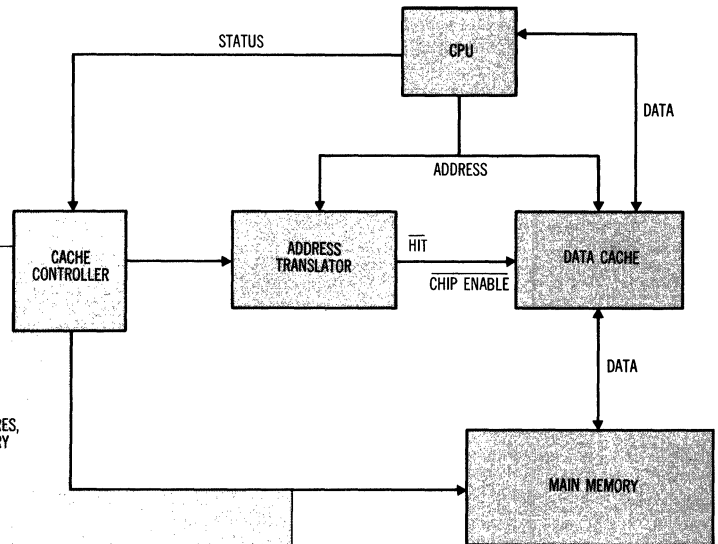 CPU
STATUS
DATA
ADDRESS
CACHE
CONTROLLER
ADDRESS
TRANSLATOR
HIT
CHIP ENABLE
DATA CACHE
DATA
MAIN MEMORY